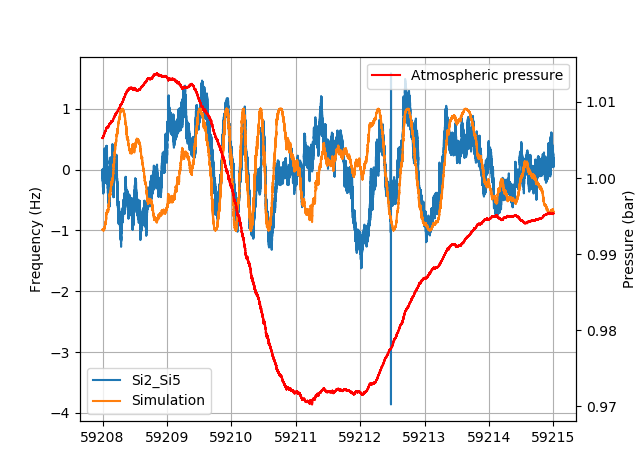 Atmospheric pressure
1
0
−1
−2
−3
−4
Frequency (Hz)
1.01
1.00
0.99
0.98
0.97
Pressure (bar)
Si2_Si5
Simulation
59208 59209 59210 59211 59212 59213 59214 59215